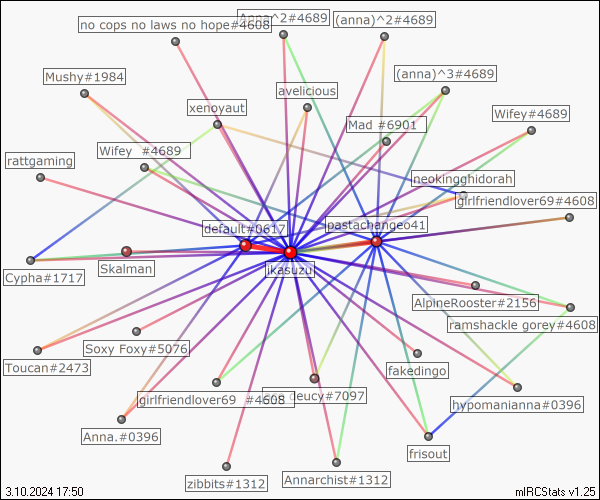 no cops no laws no hope#4608
Anna^2#4689
(anna)^2#4689
Mushy#1984
(anna)^3#4689
avelicious
xenoyaut
Wifey#4689
Mad #6901
Wifey #4689
rattgaming
neokingghidorah
girlfriendlover69#4608
default#0617
pastachangeo41
jkasuzu
Cypha#1717
Skalman
AlpineRooster#2156
ramshackle gorey#4608
Soxy Foxy#5076
Toucan#2473
fakedingo
girlfriendlover69 #4608
deucy#7097
hypomanianna#0396
Anna.#0396
frisout
zibbits#1312
Annarchist#1312
3.10.2024 17:50
mIRCStats v1.25